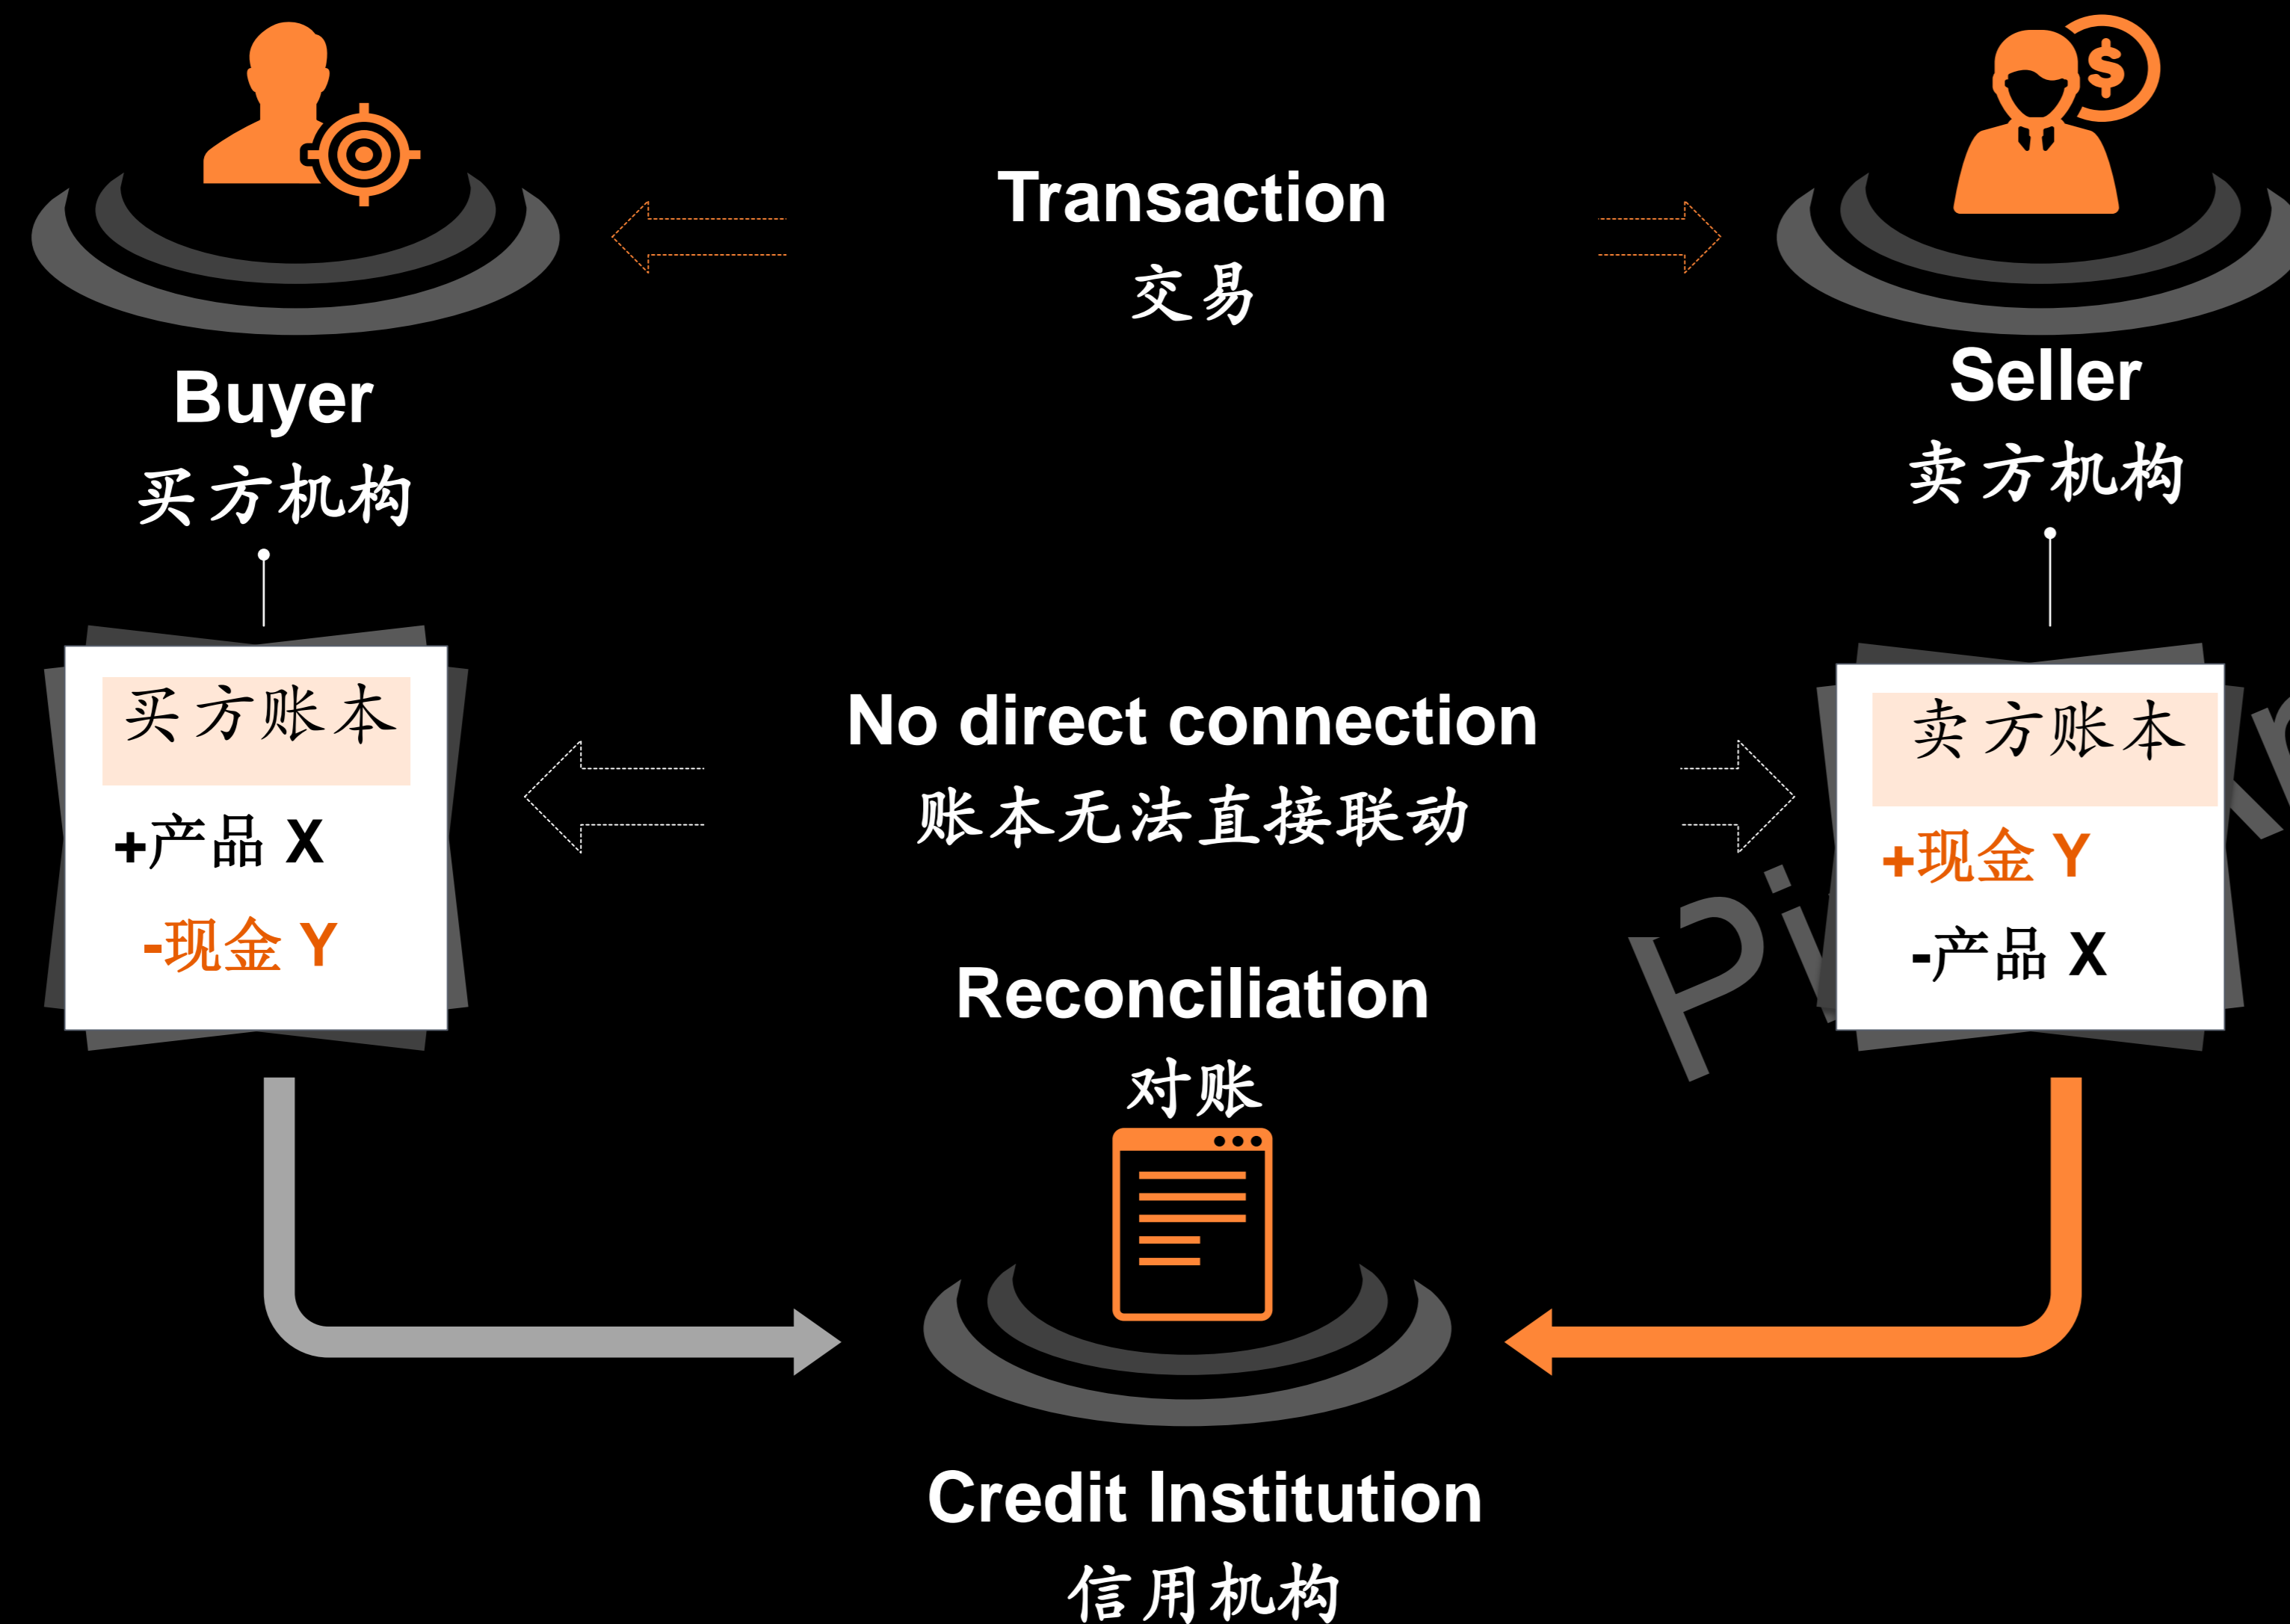 Transaction
交易
Buyer
买方机构
Seller
卖方机构
No direct connection
账本无法直接联动
买方账本
+产品 X
-现金 Y
卖方账本
+现金 Y
-产品 X
Reconciliation
对账
Credit Institution
信用机构